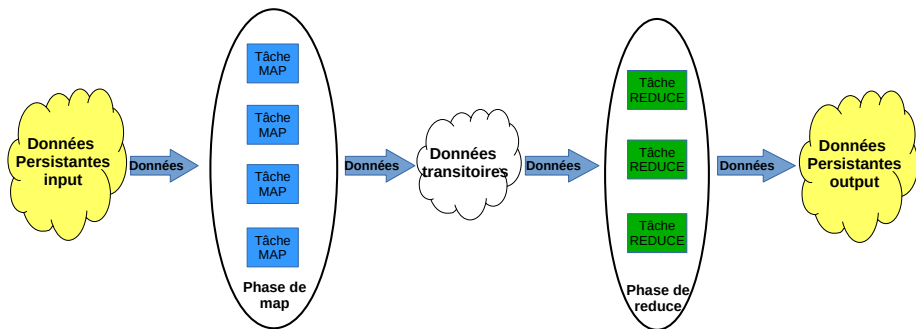 Données
Persistantes
input
Données
Tâche
MAP
Tâche
MAP
Tâche
MAP
Tâche
MAP
Phase de
map
Données
Données
transitoires
Données
Tâche
REDUCE
Tâche
REDUCE
Tâche
REDUCE
Phase de
reduce
Données
Données
Persistantes
output